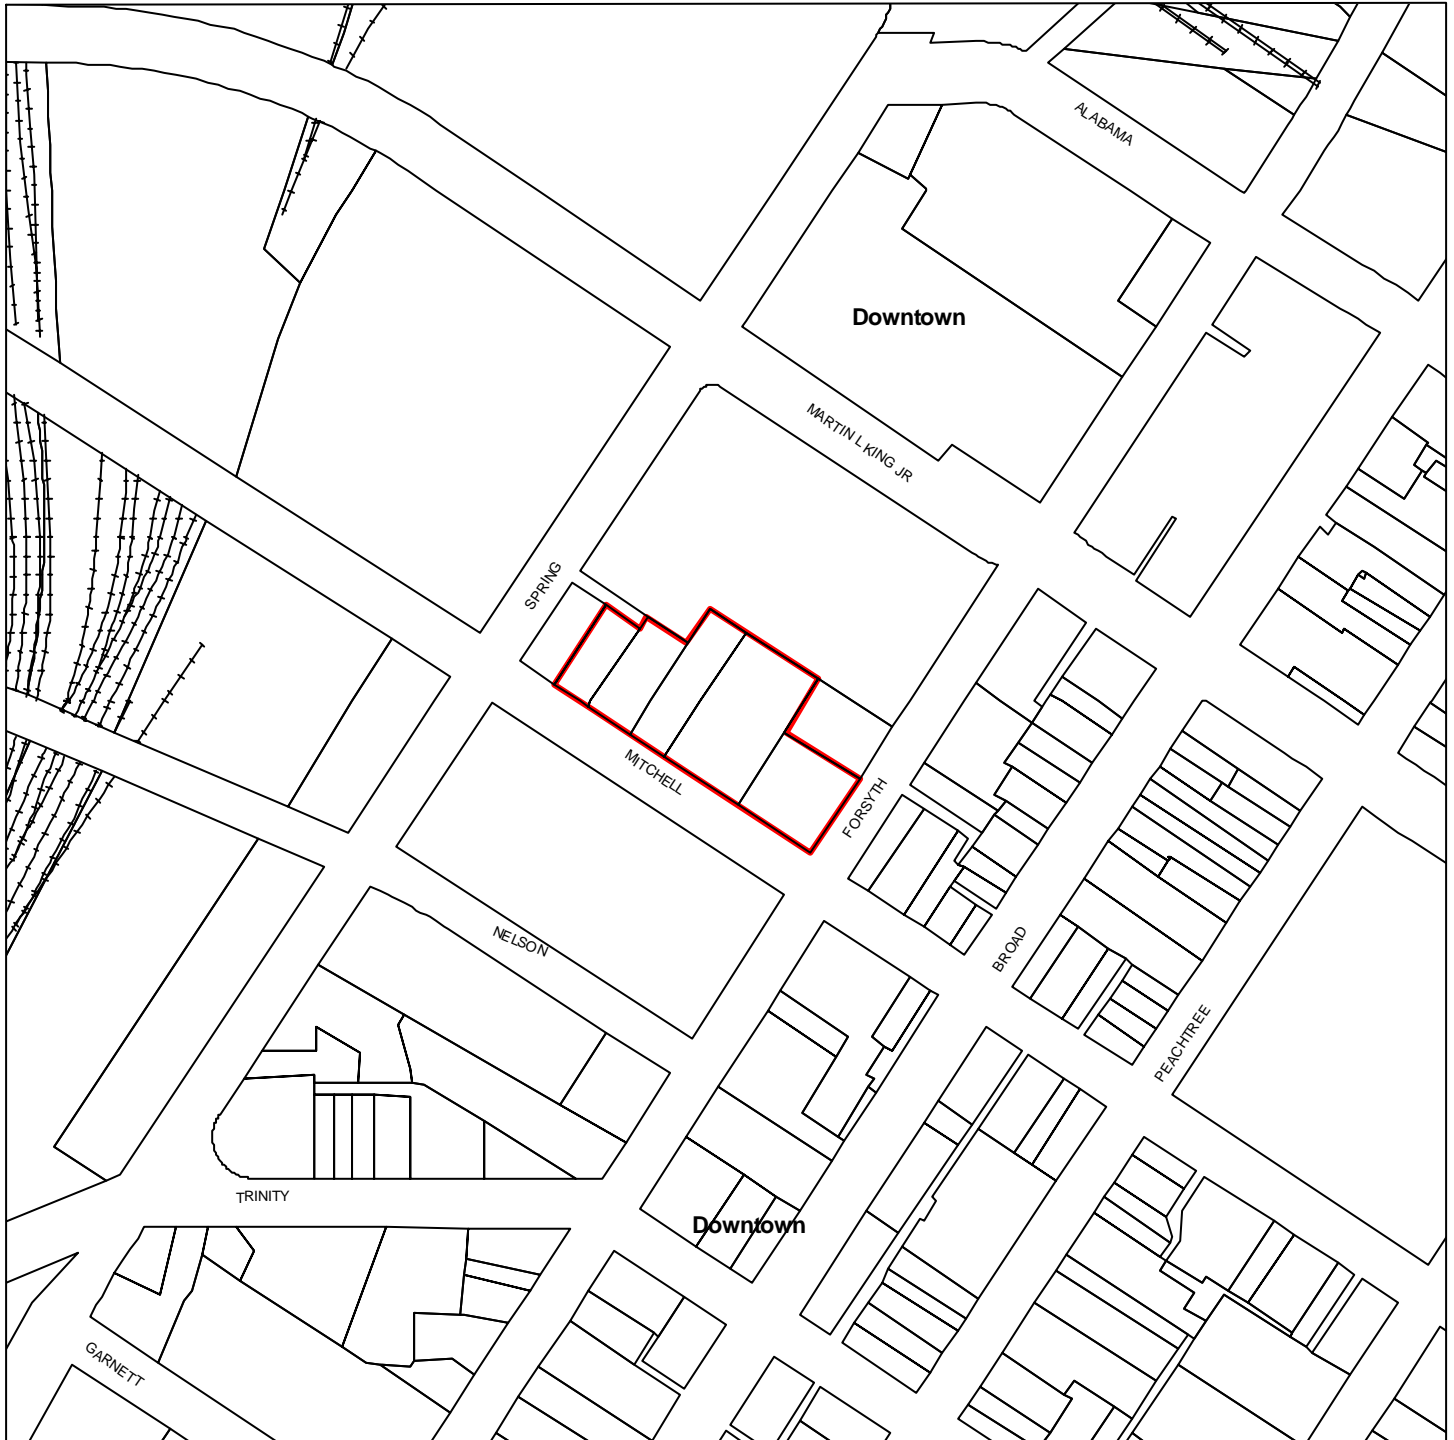 ALABAMA
Downtown
MARTIN L KING JR
SPRING
MITCHELL
FORSYTH
NELSON
BROAD
PEACHTREE
TRINITY
Downtown
GARNETT